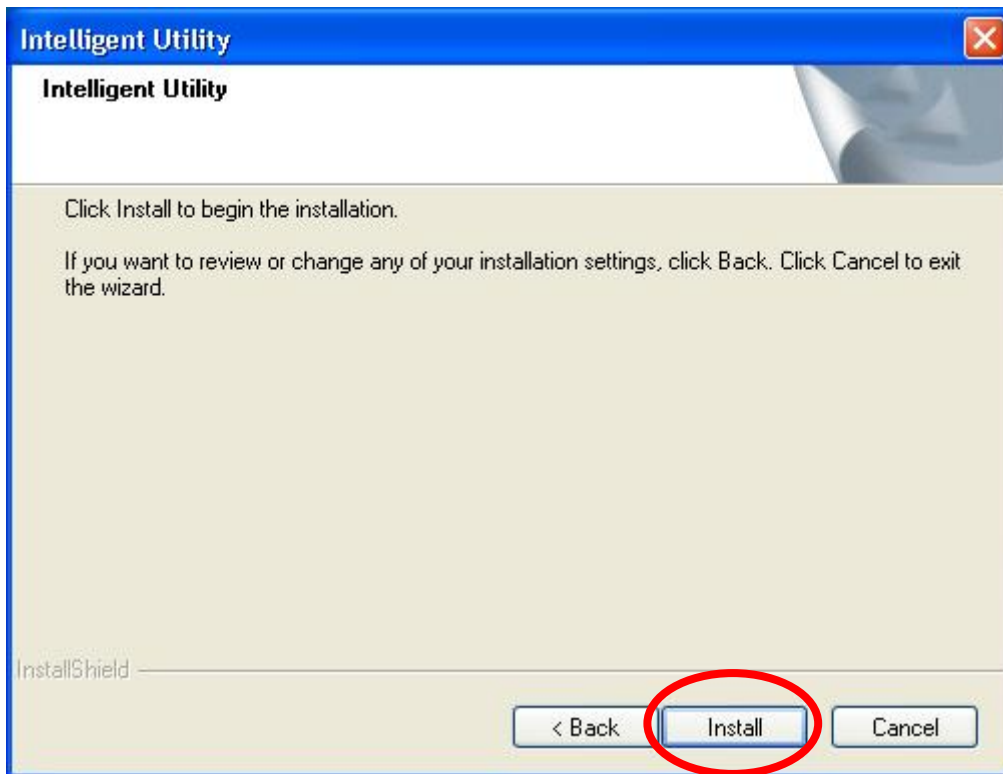 Intelligent Utility
Intelligent Utility
Click Install to begin the installation.
If you want to review or change any of your installation settings, click Back. Click Cancel to exit
the wizard.
InstallShield
< Back
Install
Cancel